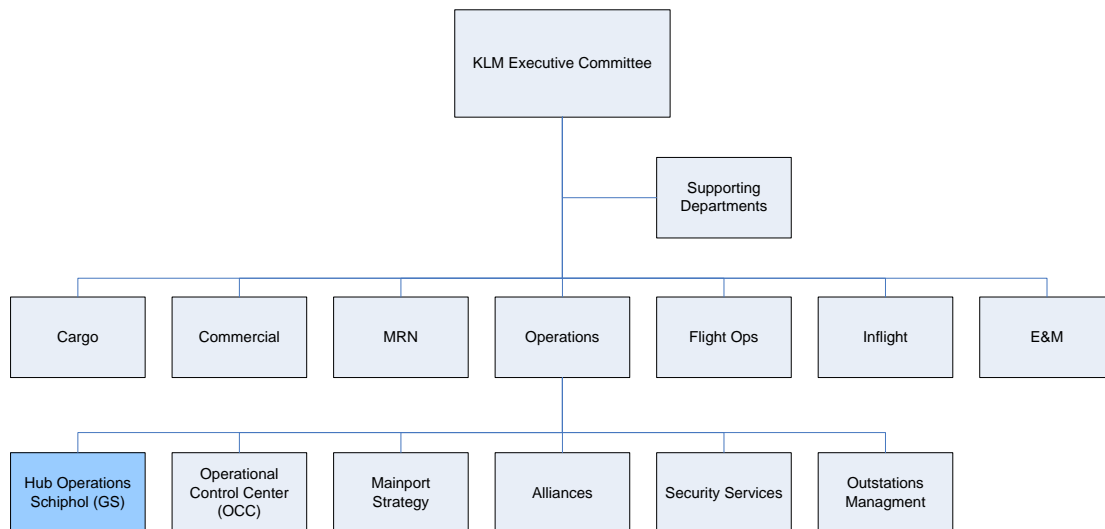 KLM Executive Committee
Supporting
Departments
Cargo
Commercial
MRN
Operations
Flight Ops
Inflight
E&M
Hub Operations
Schiphol (GS)
Operational
Control Center
(OCC)
Mainport
Strategy
Alliances
Security Services
Outstations
Managment